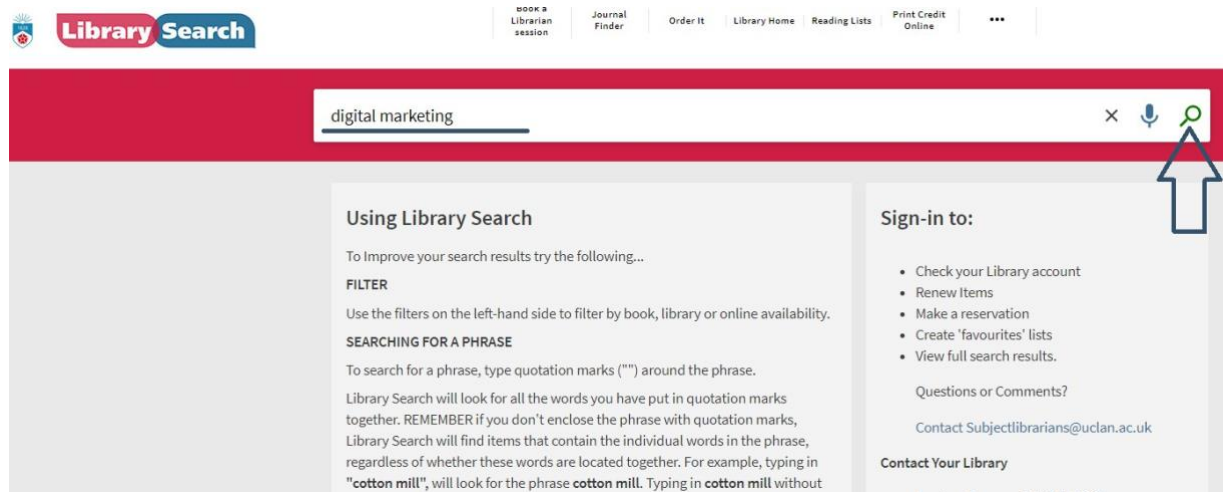 Library Search
Book a
Librarian
session
Journal
Finder
Order It
Library Home
Reading Lists
Print Credit
Online
digital marketing
Using Library Search
To Improve your search results try the following...
FILTER
Use the filters on the left-hand side to filter by book, library or online availability.
SEARCHING FOR A PHRASE
To search for a phrase, type quotation marks ("") around the phrase.
Library Search will look for all the words you have put in quotation marks
together. REMEMBER if you don't enclose the phrase with quotation marks,
Library Search will find items that contain the individual words in the phrase,
regardless of whether these words are located together. For example, typing in
"cotton mill", will look for the phrase cotton mill. Typing in cotton mill without
Sign-in to:
• Check your Library account
• Renew Items
• Make a reservation
• Create 'favourites' lists
• View full search results.
Questions or Comments?
Contact Subjectlibrarians@uclan.ac.uk
Contact Your Library